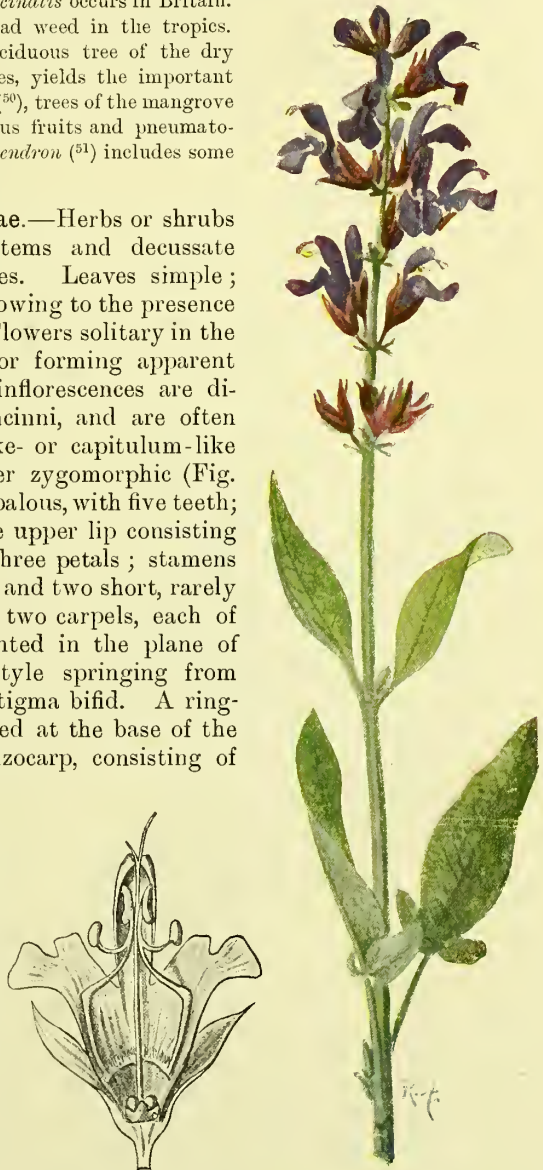 occurs in Britain.
ad weed in the tropics.
ciduous tree of the dry
es, yields the important
(⁵⁰), trees of the mangrove
us fruits and pneumato-
endron (⁵¹) includes some
ae.—Herbs or shrubs
tems and decussate
es. Leaves simple;
owing to the presence
Flowers solitary in the
or forming apparent
inflorescences are di-
cinni, and are often
ke- or capitulum-like
er zygomorphic (Fig.
palous, with five teeth;
e upper lip consisting
three petals; stamens
and two short, rarely
two carpels, each of
nted in the plane of
tyle springing from
tigma bifid. A ring-
ed at the base of the
zocarp, consisting of